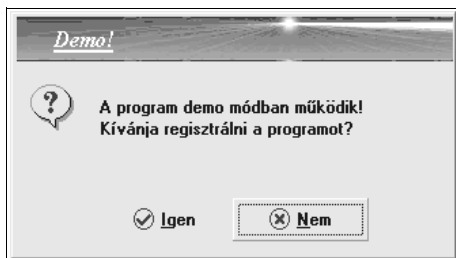 Demo!
A program demo módban működik!
Kívánja regisztrálni a programot?
Igen
Nem